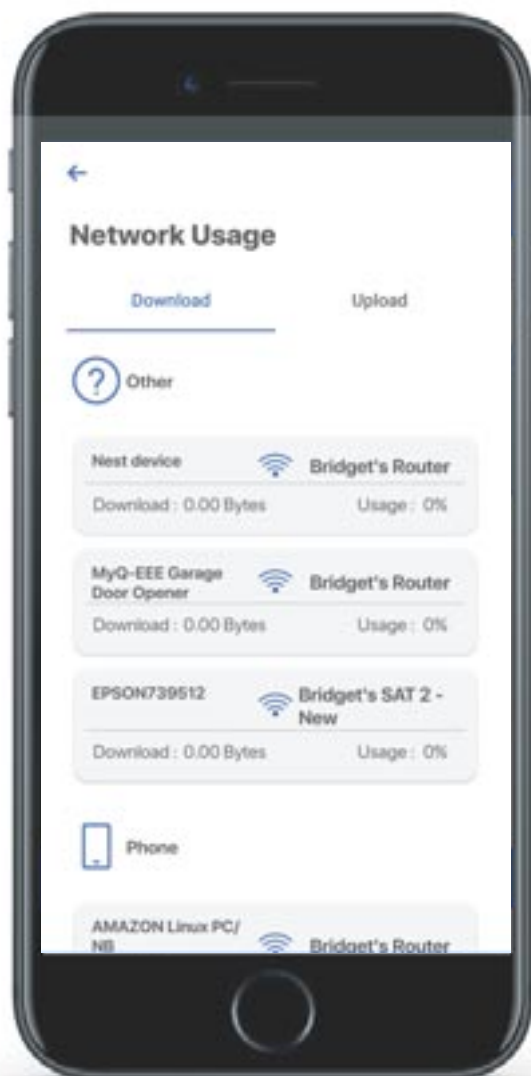 Network Usage
Download Upload
Other
Nest device Bridget's Router
Download : 0.00 Bytes Usage : 0%
MyQ-EEE Garage
Door Opener
Bridget's Router
Download : 0.00 Bytes Usage : 0%
EPSON739512
Bridget's SAT 2 -
New
Download : 0.00 Bytes Usage : 0%
Phone
AMAZON Linux PC/
NB
Bridget's Router